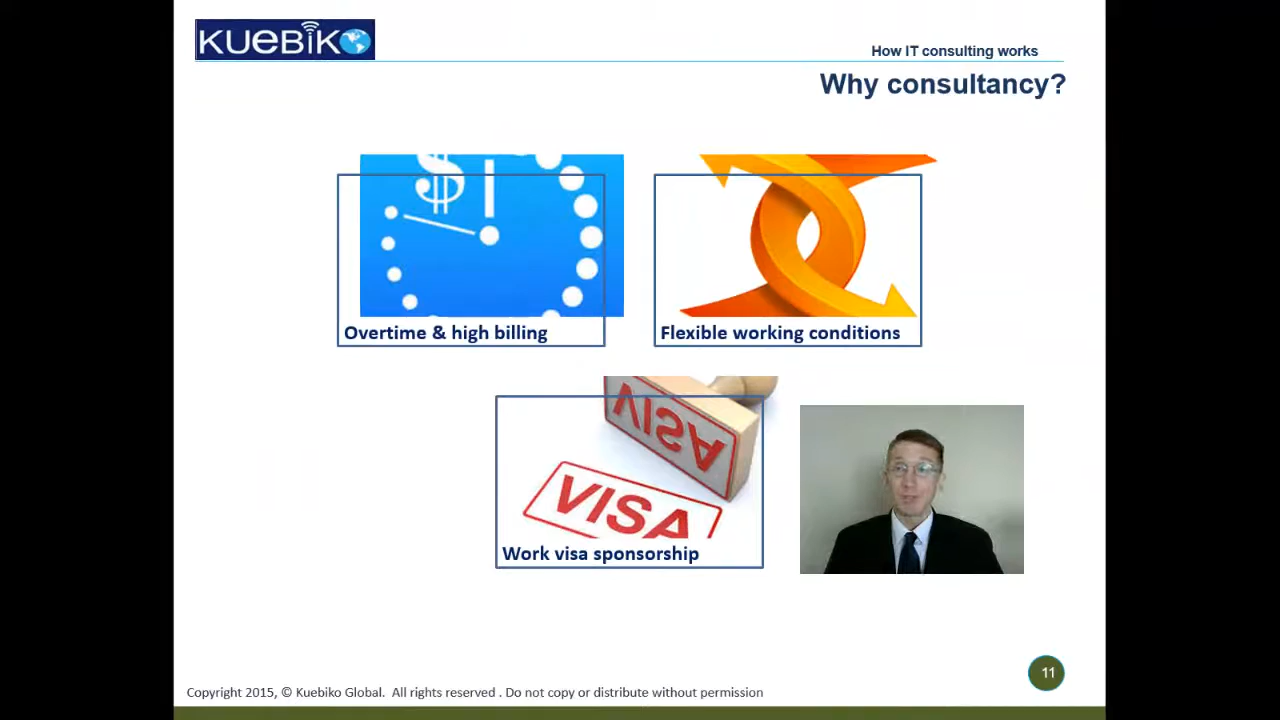 KUEBIKO
How IT consulting works
Why consultancy?
$
Overtime & high billing
Flexible working conditions
VISA
VISA
Work visa sponsorship
11
Copyright 2015, © Kuebiko Global. All rights reserved . Do not copy or distribute without permission